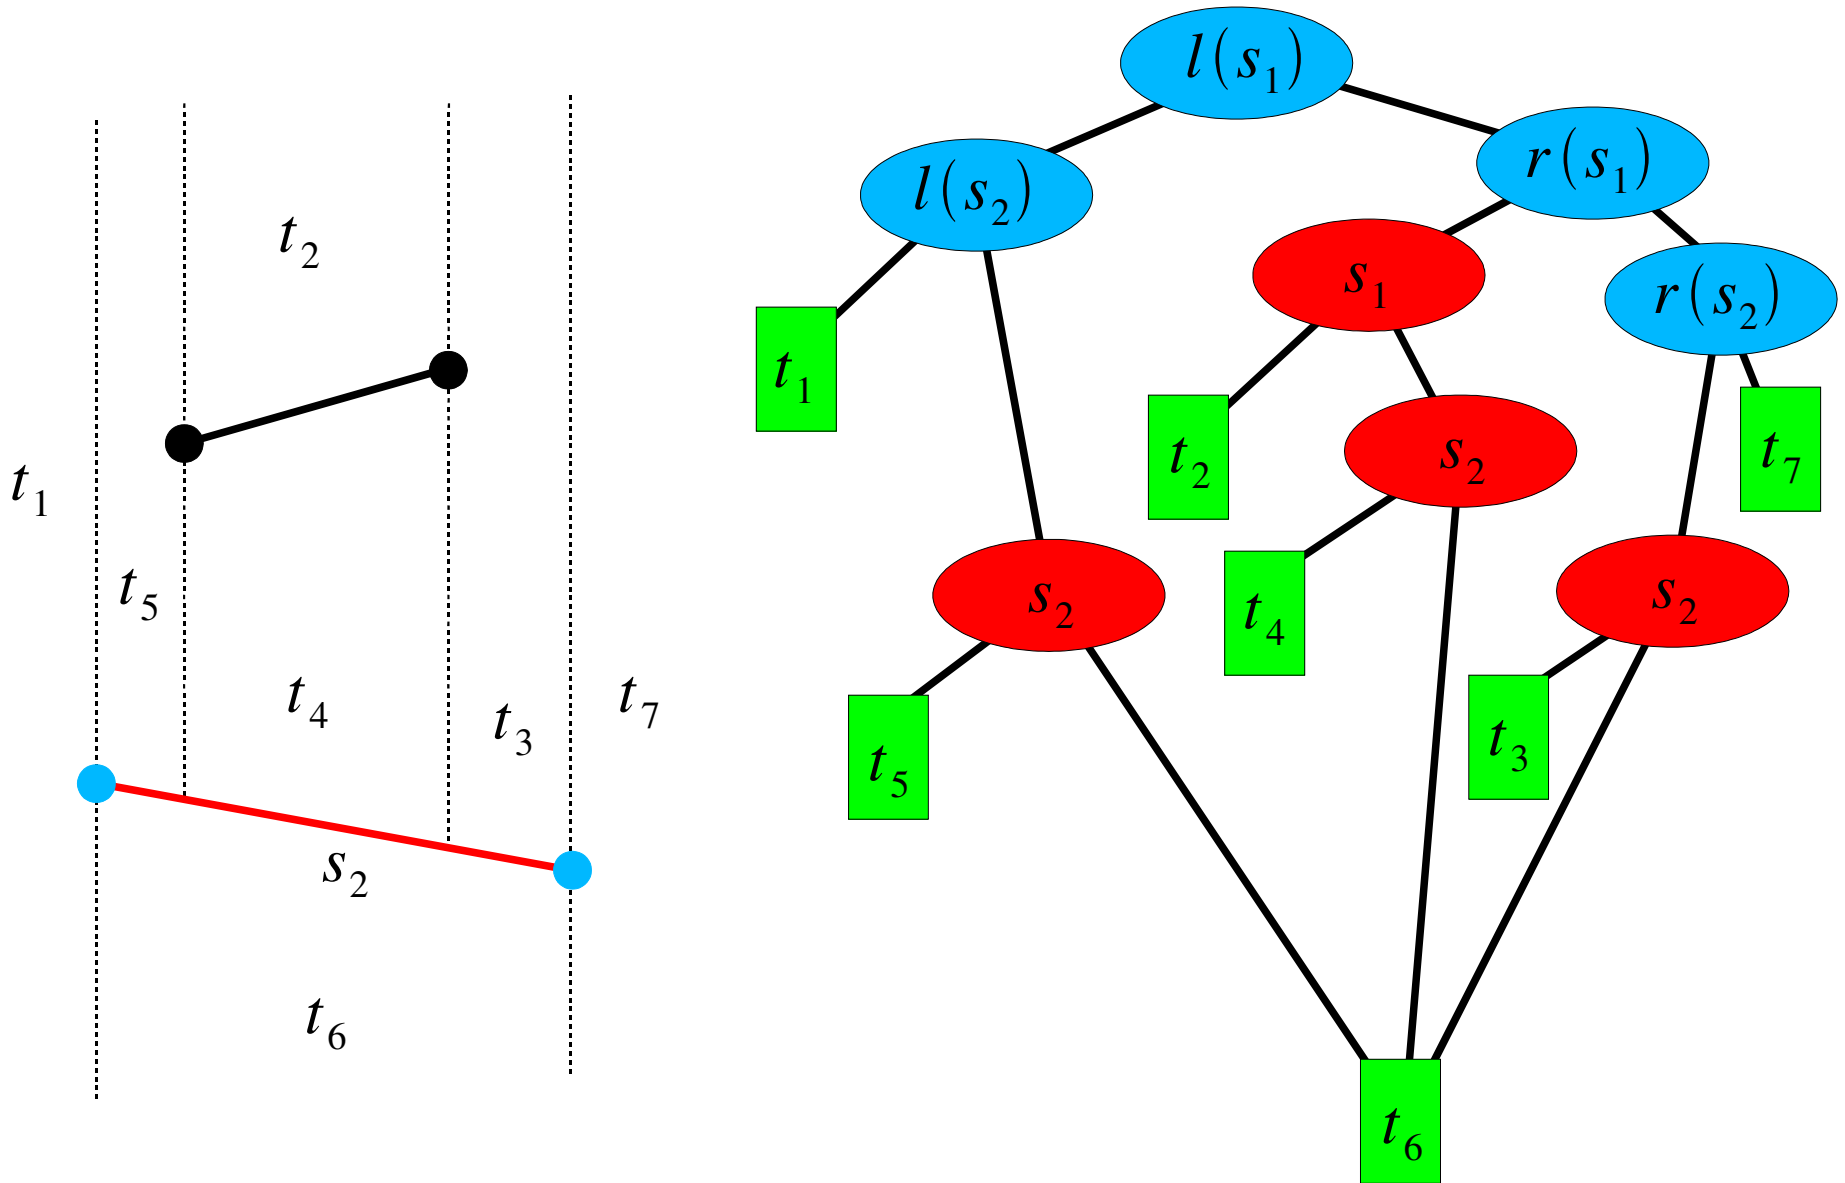 t₂
t₁
t₅
t₄
t₃
t₇
s₂
t₆
l(s₁)
r(s₁)
l(s₂)
s₁
r(s₂)
t₁
t₂
s₂
t₇
s₂
t₄
s₂
t₅
t₃
t₆